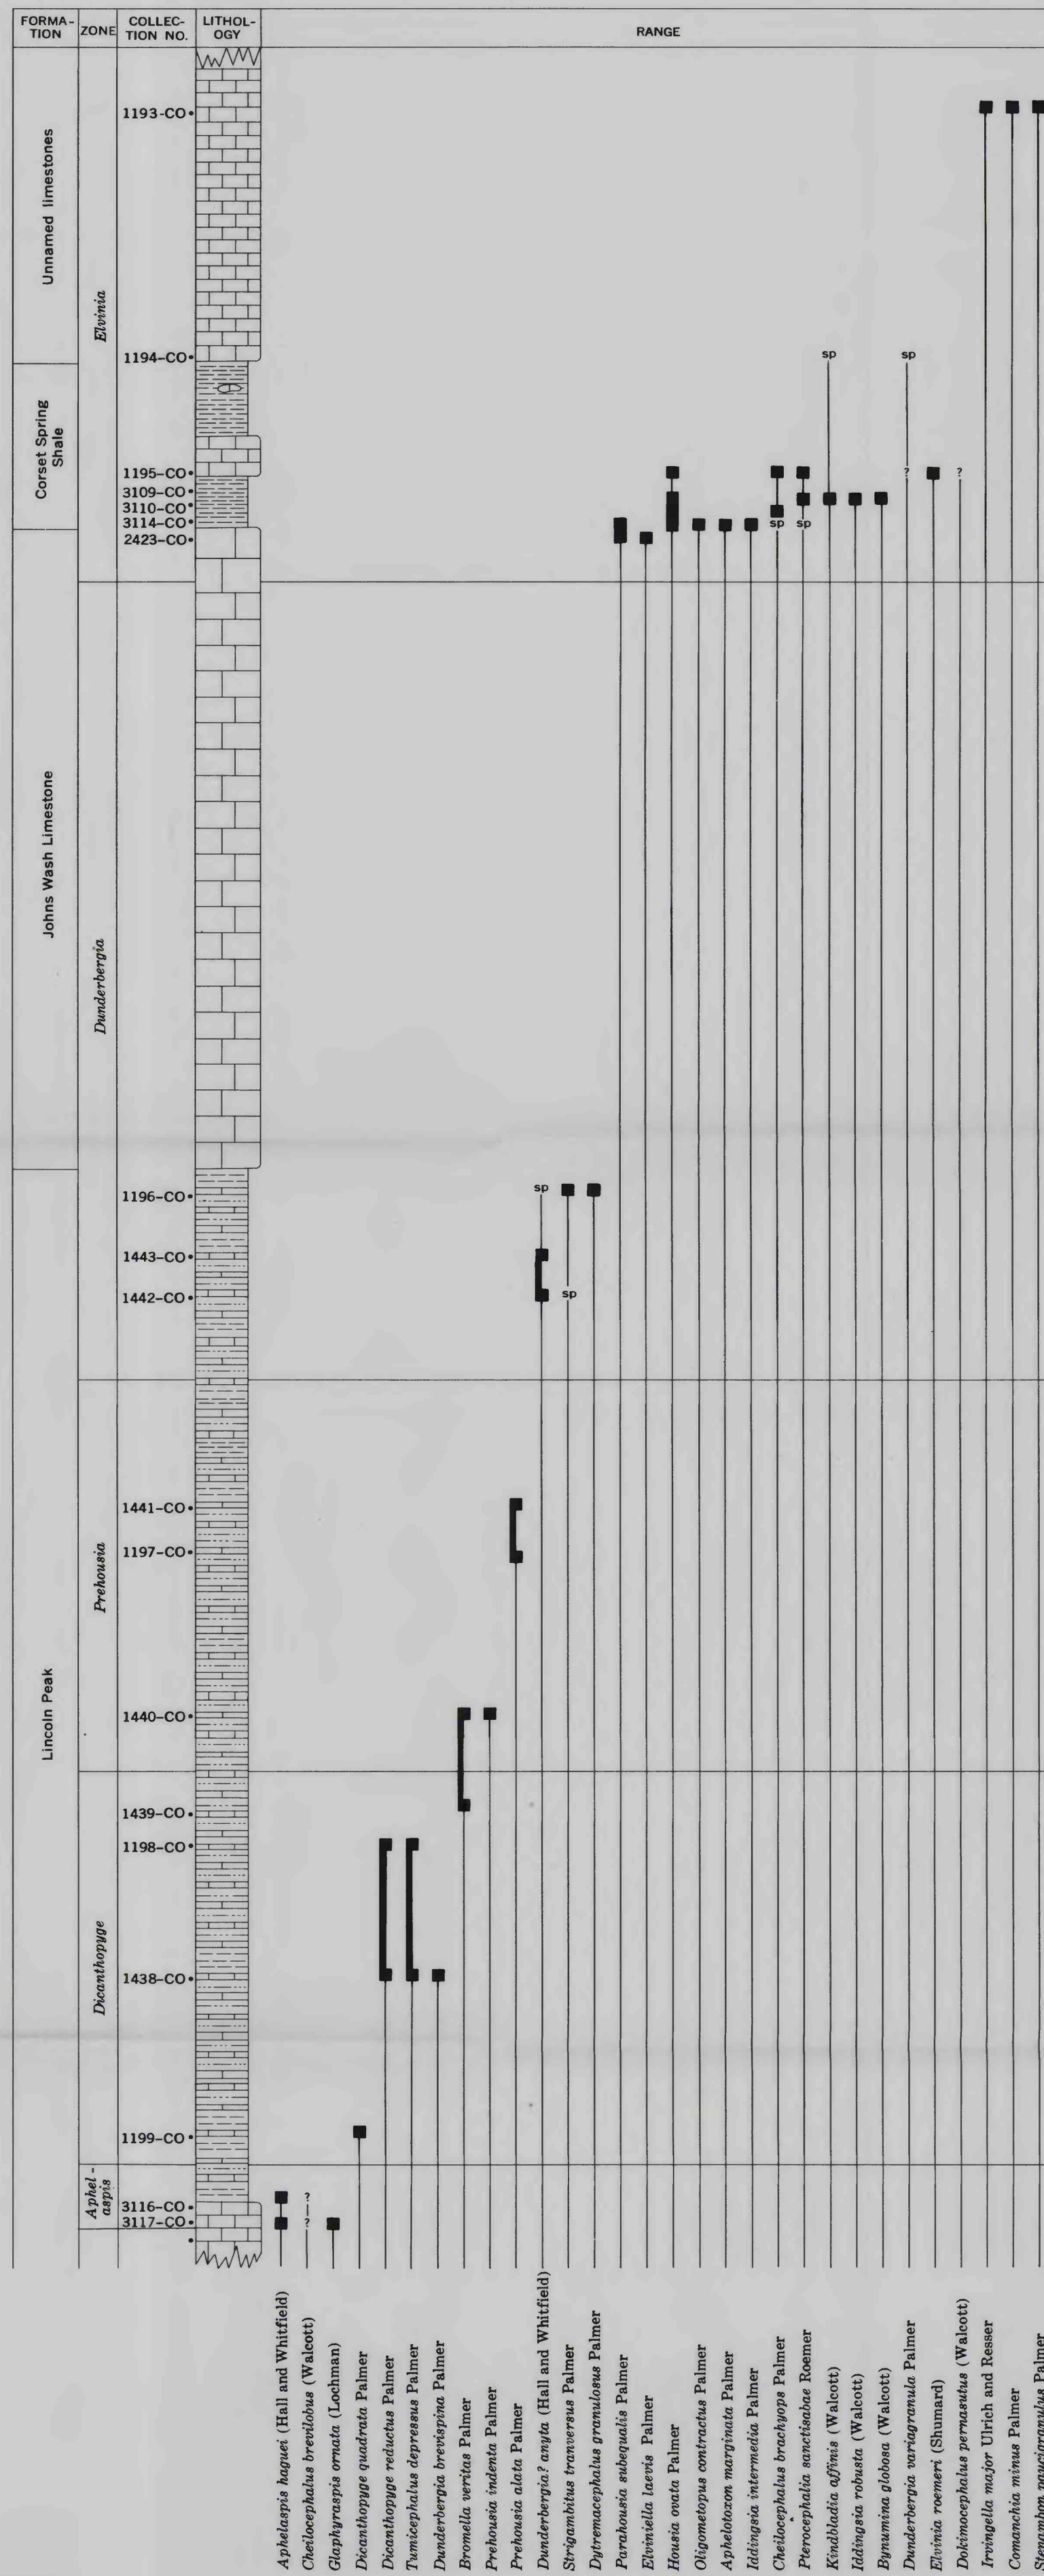 FORMA-
TION
ZONE
COLLEC-
TION NO.
LITHOL-
OGY
RANGE
Unnamed limestones
Corset Spring
Shale
Johns Wash Limestone
Lincoln Peak
Elvinia
Dunderbergia
Prehousia
Dicanthopyge
Aphel-
aspis
1193-CO
1194-CO
sp
sp
1195-CO
?
?
3109-CO
3110-CO
3114-CO
sp
sp
2423-CO
1196-CO
sp
1443-CO
1442-CO
sp
1441-CO
1197-CO
1440-CO
1439-CO
1198-CO
1438-CO
1199-CO
3116-CO
?
3117-CO
?
Aphelaspis haguei (Hall and Whitfield)
Cheilocephalus brevilobus (Walcott)
Glaphyraspis ornata (Lochman)
Dicanthopyge quadrata Palmer
Dicanthopyge reductus Palmer
Tumicephalus depressus Palmer
Dunderbergia brevispina Palmer
Bromella veritas Palmer
Prehousia indenta Palmer
Prehousia alata Palmer
Dunderbergia? anyta (Hall and Whitfield)
Strigambitus tranversus Palmer
Dytremacephalus granulosus Palmer
Parahousia subequalis Palmer
Elviniella laevis Palmer
Housia ovata Palmer
Oligometopus contractus Palmer
Aphelotoxon marginata Palmer
Iddingsia intermedia Palmer
Cheilocephalus brachyops Palmer
Pterocephalia sanctisabae Roemer
Kindbladia affinis (Walcott)
Iddingsia robusta (Walcott)
Bynumina globosa (Walcott)
Dunderbergia variagranula Palmer
Elvinia roemeri (Shumard)
Dokimocephalus pernasutus (Walcott)
Irvingella major Ulrich and Resser
Comanchia minus Palmer